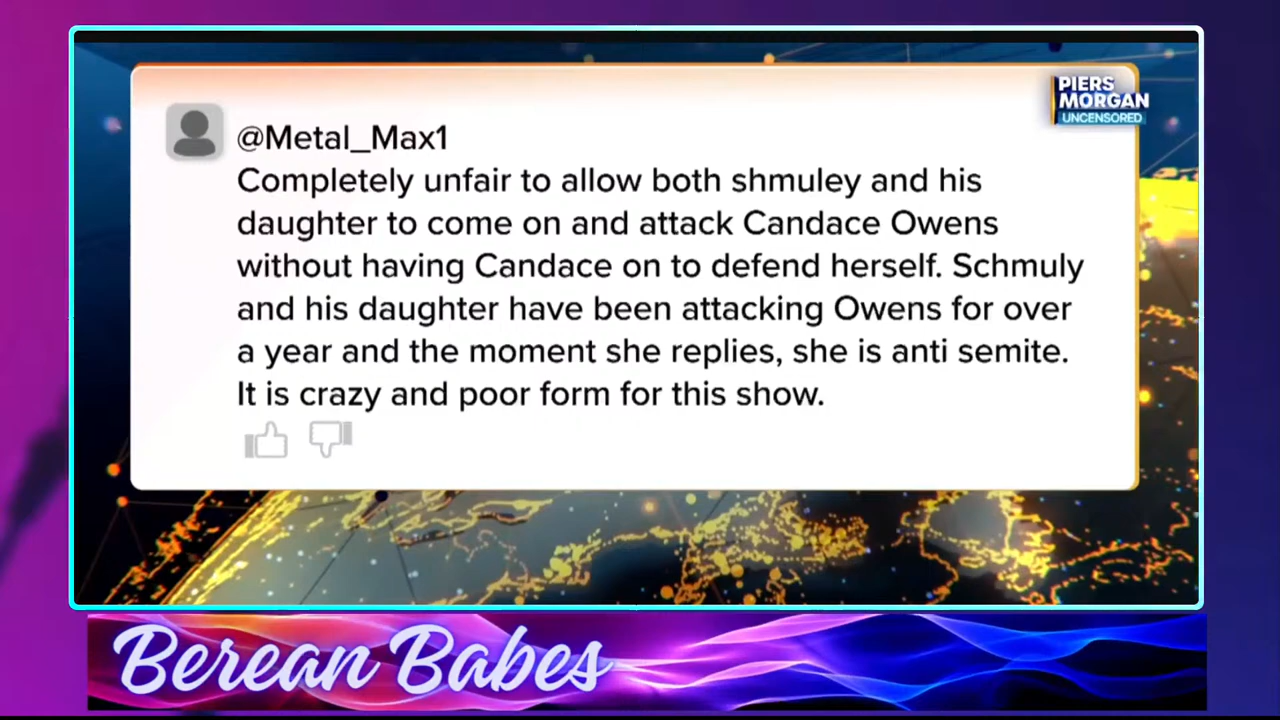 PIERS
MORGAN
UNCENSORED
@Metal_Max1
Completely unfair to allow both shmuley and his
daughter to come on and attack Candace Owens
without having Candace on to defend herself. Schmuly
and his daughter have been attacking Owens for over
a year and the moment she replies, she is anti semite.
It is crazy and poor form for this show.
Berean Babes